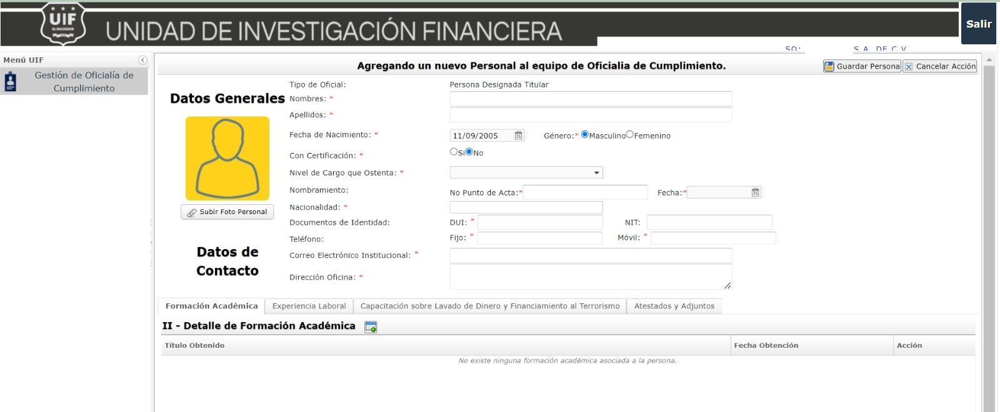 UIF
EL SALVADOR
UNIDAD DE INVESTIGACIÓN FINANCIERA
Salir
SO: S.A. DE C.V.
Menú UIF
Gestión de Oficialía de
Cumplimiento
Agregando un nuevo Personal al equipo de Oficialia de Cumplimiento.
Guardar Persona
Cancelar Acción
Datos Generales
Tipo de Oficial: Persona Designada Titular
Nombres: *
Apellidos: *
Fecha de Nacimiento: * 11/09/2005 31 Género:* Masculino Femenino
Con Certificación: * Si No
Nivel de Cargo que Ostenta: *
Nombramiento: No Punto de Acta:* Fecha:* 31
Nacionalidad: *
Subir Foto Personal
Documentos de Identidad: DUI: * NIT:
Teléfono: Fijo: * Móvil: *
Datos de
Contacto
Correo Electrónico Institucional: *
Dirección Oficina: *
Formación Académica
Experiencia Laboral
Capacitación sobre Lavado de Dinero y Financiamiento al Terrorismo
Atestados y Adjuntos
II - Detalle de Formación Académica
Título Obtenido Fecha Obtención Acción
No existe ninguna formación académica asociada a la persona.